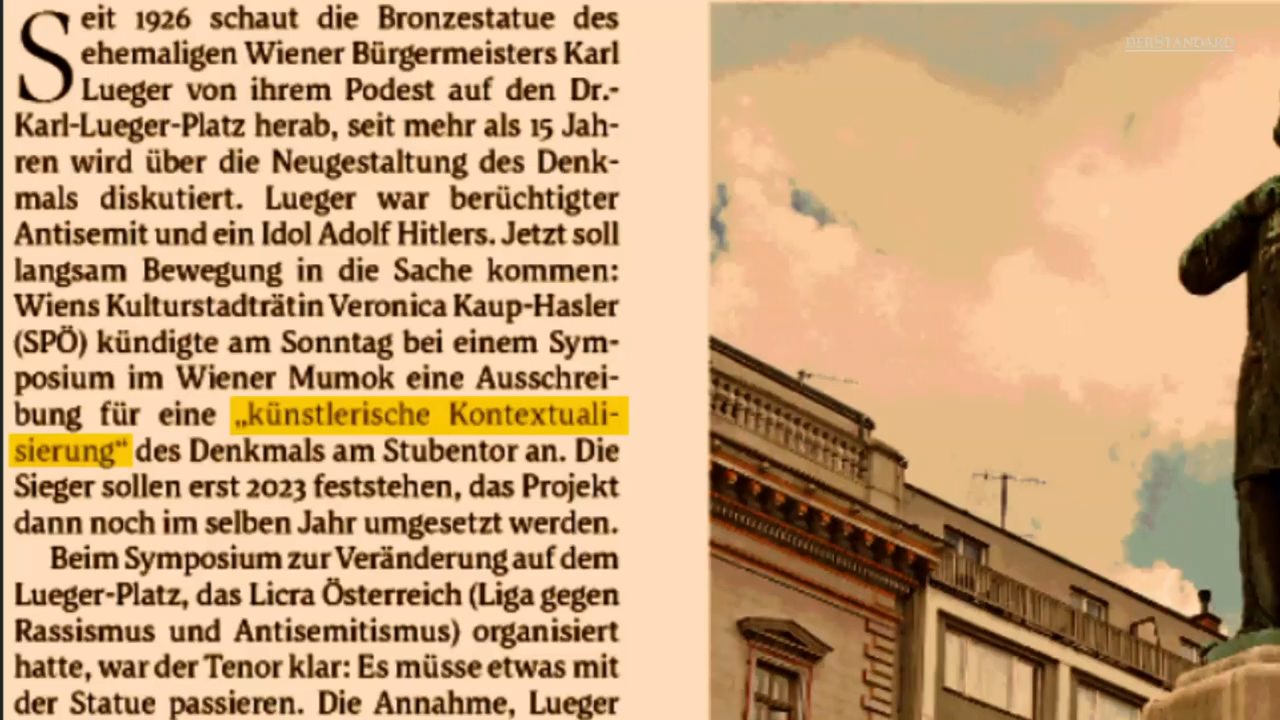 Seit 1926 schaut die Bronzestatue des
ehemaligen Wiener Bürgermeisters Karl
Lueger von ihrem Podest auf den Dr.-
Karl-Lueger-Platz herab, seit mehr als 15 Jah-
ren wird über die Neugestaltung des Denk-
mals diskutiert. Lueger war berüchtigter
Antisemit und ein Idol Adolf Hitlers. Jetzt soll
langsam Bewegung in die Sache kommen:
Wiens Kulturstadträtin Veronica Kaup-Hasler
(SPÖ) kündigte am Sonntag bei einem Sym-
posium im Wiener Mumok eine Ausschrei-
bung für eine „künstlerische Kontextuali-
sierung“ des Denkmals am Stubentor an. Die
Sieger sollen erst 2023 feststehen, das Projekt
dann noch im selben Jahr umgesetzt werden.
Beim Symposium zur Veränderung auf dem
Lueger-Platz, das Licra Österreich (Liga gegen
Rassismus und Antisemitismus) organisiert
hatte, war der Tenor klar: Es müsse etwas mit
der Statue passieren. Die Annahme, Lueger
DERSTANDARD